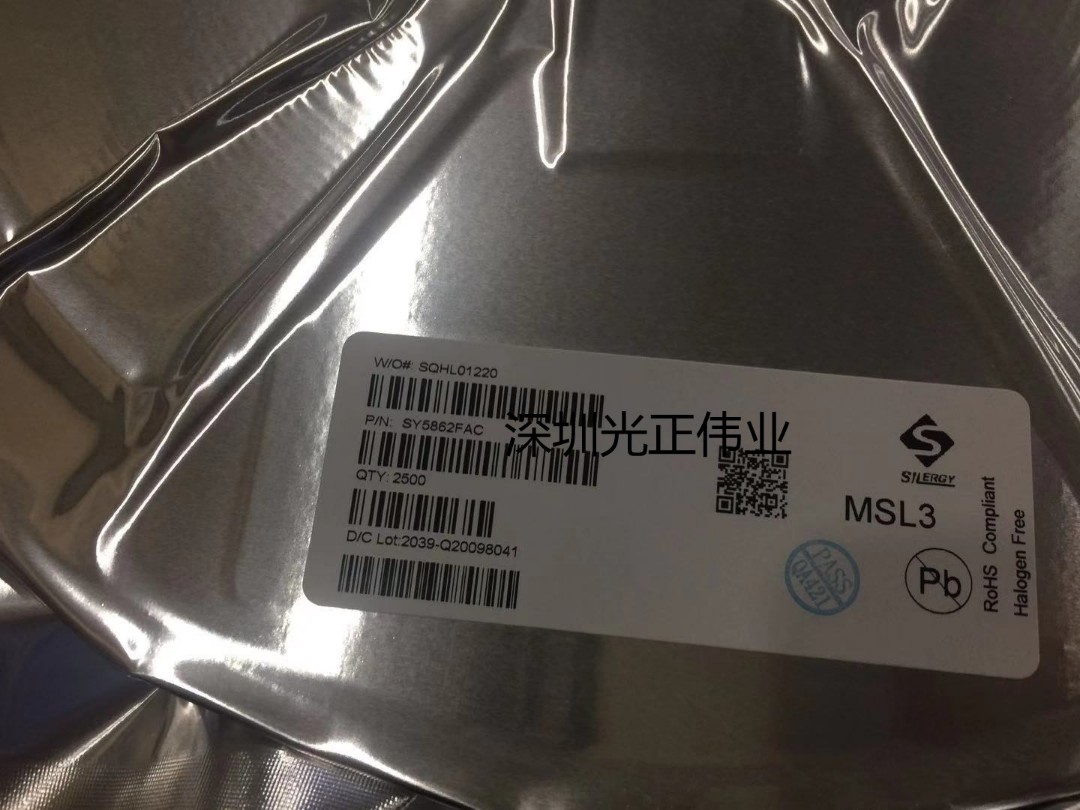 W/O#: SQHL01220
P/N: SY5862FAC
深圳光正伟业
QTY: 2500
D/C Lot:2039-Q20098041
SILERGY
MSL3
PASS
QA421
Pb
RoHS Compliant
Halogen Free